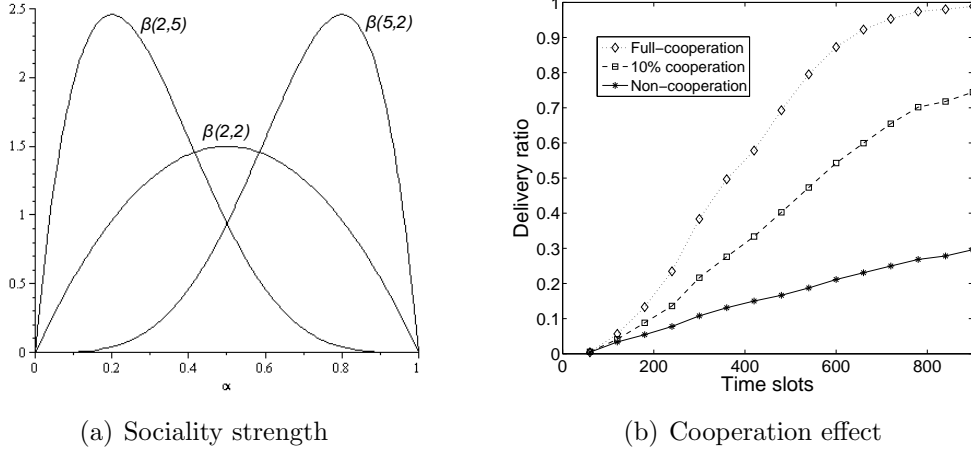 2.5
2
1.5
1
0.5
0
0
0.2
0.4
0.6
0.8
1
α
β(2,5)
β(5,2)
β(2,2)
(a) Sociality strength
1
0.9
0.8
0.7
0.6
0.5
0.4
0.3
0.2
0.1
0
0
200
400
600
800
Delivery ratio
Time slots
Full−cooperation
10% cooperation
Non−cooperation
(b) Cooperation effect